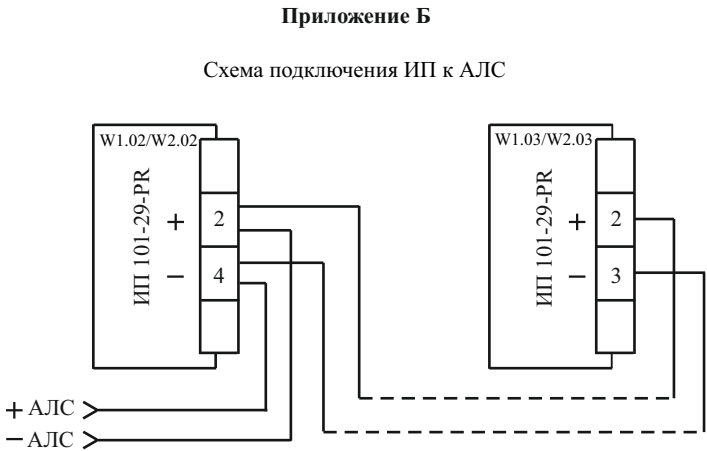 Приложение Б
Схема подключения ИП к АЛС
W1.02/W2.02
ИП 101-29-PR
+ 2
− 4
W1.03/W2.03
ИП 101-29-PR
+ 2
− 3
+ АЛС
− АЛС